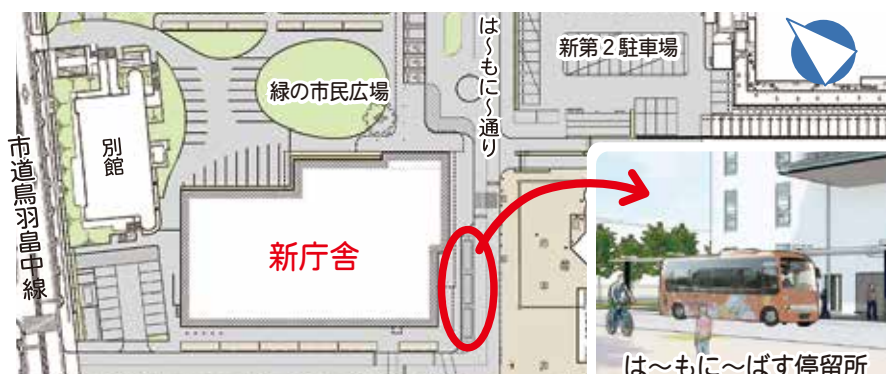 は～もに～通り
新第2駐車場
緑の市民広場
別館
市道鳥羽畠中線
新庁舎
は～もに～ばす停留所